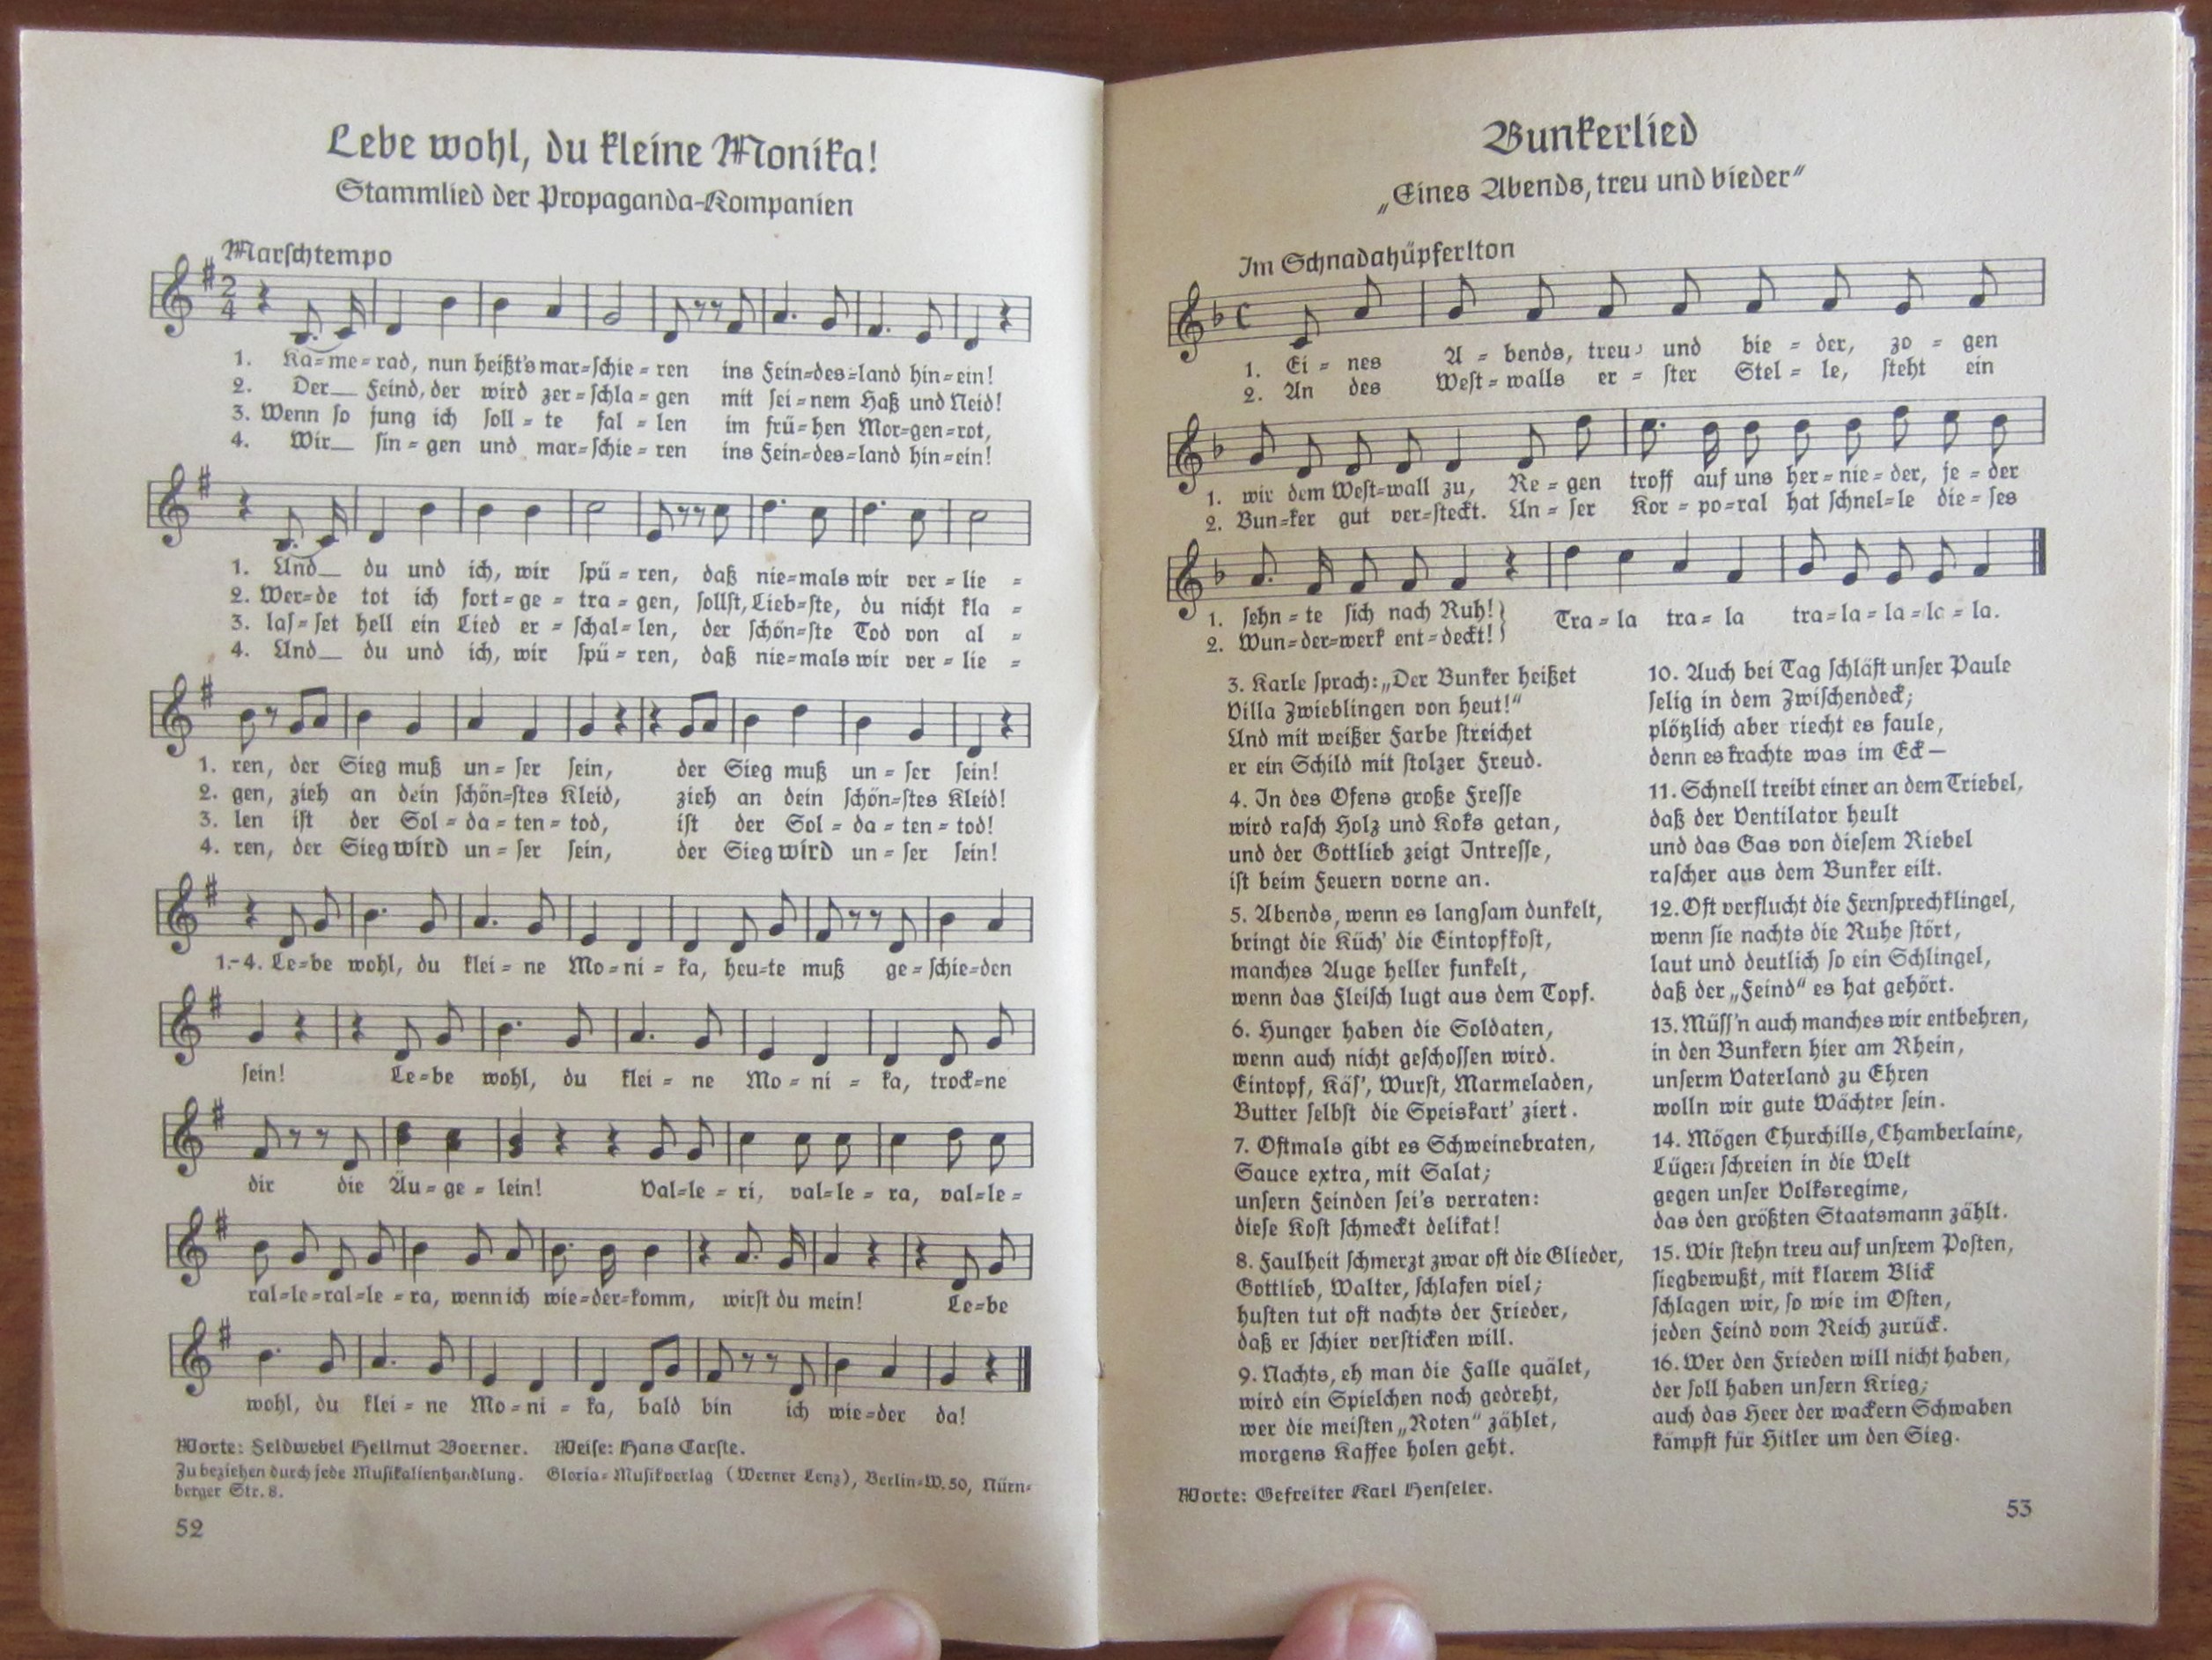 Lebe wohl, du kleine Monika!
Stammlied der Propaganda-Kompanien
Marschtempo
1. Ka=me=rad, nun heißt's mar=schie=ren ins Fein=des=land hin=ein!
2. Der__ Feind, der wird zer=schla=gen mit sei=nem Haß und Neid!
3. Wenn so jung ich soll=te fal=len im frü=hen Mor=gen=rot,
4. Wir__ sin=gen und mar=schie=ren ins Fein=des=land hin=ein!
1. Und__ du und ich, wir spü=ren, daß nie=mals wir ver=lie=
2. Wer=de tot ich fort=ge=tra=gen, sollst, Lieb=ste, du nicht kla=
3. las=set hell ein Lied er=schal=len, der schön=ste Tod von al=
4. Und__ du und ich, wir spü=ren, daß nie=mals wir ver=lie=
1. ren, der Sieg muß un=ser sein, der Sieg muß un=ser sein!
2. gen, zieh an dein schön=stes Kleid, zieh an dein schön=stes Kleid!
3. len ist der Sol=da=ten=tod, ist der Sol=da=ten=tod!
4. ren, der Sieg wird un=ser sein, der Sieg wird un=ser sein!
1.-4. Le=be wohl, du klei=ne Mo=ni=ka, heu=te muß ge=schie=den
sein! Le=be wohl, du klei=ne Mo=ni=ka, trock=ne
dir die Äu=ge=lein! Val=le=ri, val=le=ra, val=le=
ral=le=ral=le=ra, wenn ich wie=der=komm, wirst du mein! Le=be
wohl, du klei=ne Mo=ni=ka, bald bin ich wie=der da!
Worte: Feldwebel Hellmut Boerner. Weise: Hans Carste.
Zu beziehen durch jede Musikalienhandlung. Gloria=Musikverlag (Werner Lenz), Berlin=W. 50, Nürn=
berger Str. 8.
52
Bunkerlied
„Eines Abends, treu und bieder"
Im Schnadahüpferlton
1. Ei=nes A=bends, treu und bie=der, zo=gen
2. An des West=walls er=ster Stel=le, steht ein
1. wir dem West=wall zu, Re=gen troff auf uns her=nie=der, je=der
2. Bun=ker gut ver=steckt. Un=ser Kor=po=ral hat schnel=le die=ses
1. sehn=te sich nach Ruh! Tra=la tra=la tra=la=la=la=la.
2. Wun=der=werk ent=deckt!
3. Karle sprach: „Der Bunker heißet
Villa Zwieblingen von heut!"
Und mit weißer Farbe streichet
er ein Schild mit stolzer Freud.
4. In des Ofens große Fresse
wird rasch Holz und Koks getan,
und der Gottlieb zeigt Intresse,
ist beim Feuern vorne an.
5. Abends, wenn es langsam dunkelt,
bringt die Küch' die Eintopfkost,
manches Auge heller funkelt,
wenn das Fleisch lugt aus dem Topf.
6. Hunger haben die Soldaten,
wenn auch nicht geschossen wird.
Eintopf, Käs', Wurst, Marmeladen,
Butter selbst die Speiskart' ziert.
7. Oftmals gibt es Schweinebraten,
Sauce extra, mit Salat;
unsern Feinden sei's verraten:
diese Kost schmeckt delikat!
8. Faulheit schmerzt zwar oft die Glieder,
Gottlieb, Walter, schlafen viel;
husten tut oft nachts der Frieder,
daß er schier versticken will.
9. Nachts, eh man die Falle quälet,
wird ein Spielchen noch gedreht,
wer die meisten „Roten" zählet,
morgens Kaffee holen geht.
10. Auch bei Tag schläft unser Paule
selig in dem Zwischendeck;
plötzlich aber riecht es faule,
denn es krachte was im Eck—
11. Schnell treibt einer an dem Triebel,
daß der Ventilator heult
und das Gas von diesem Riebel
rascher aus dem Bunker eilt.
12. Oft verflucht die Fernsprechklingel,
wenn sie nachts die Ruhe stört,
laut und deutlich so ein Schlingel,
daß der „Feind" es hat gehört.
13. Müss'n auch manches wir entbehren,
in den Bunkern hier am Rhein,
unserm Vaterland zu Ehren
wolln wir gute Wächter sein.
14. Mögen Churchills, Chamberlaine,
Lügen schreien in die Welt
gegen unser Volksregime,
das den größten Staatsmann zählt.
15. Wir stehn treu auf unsrem Posten,
siegbewußt, mit klarem Blick
schlagen wir, so wie im Osten,
jeden Feind vom Reich zurück.
16. Wer den Frieden will nicht haben,
der soll haben unsern Krieg;
auch das Heer der wackern Schwaben
kämpft für Hitler um den Sieg.
Worte: Gefreiter Karl Henseler.
53